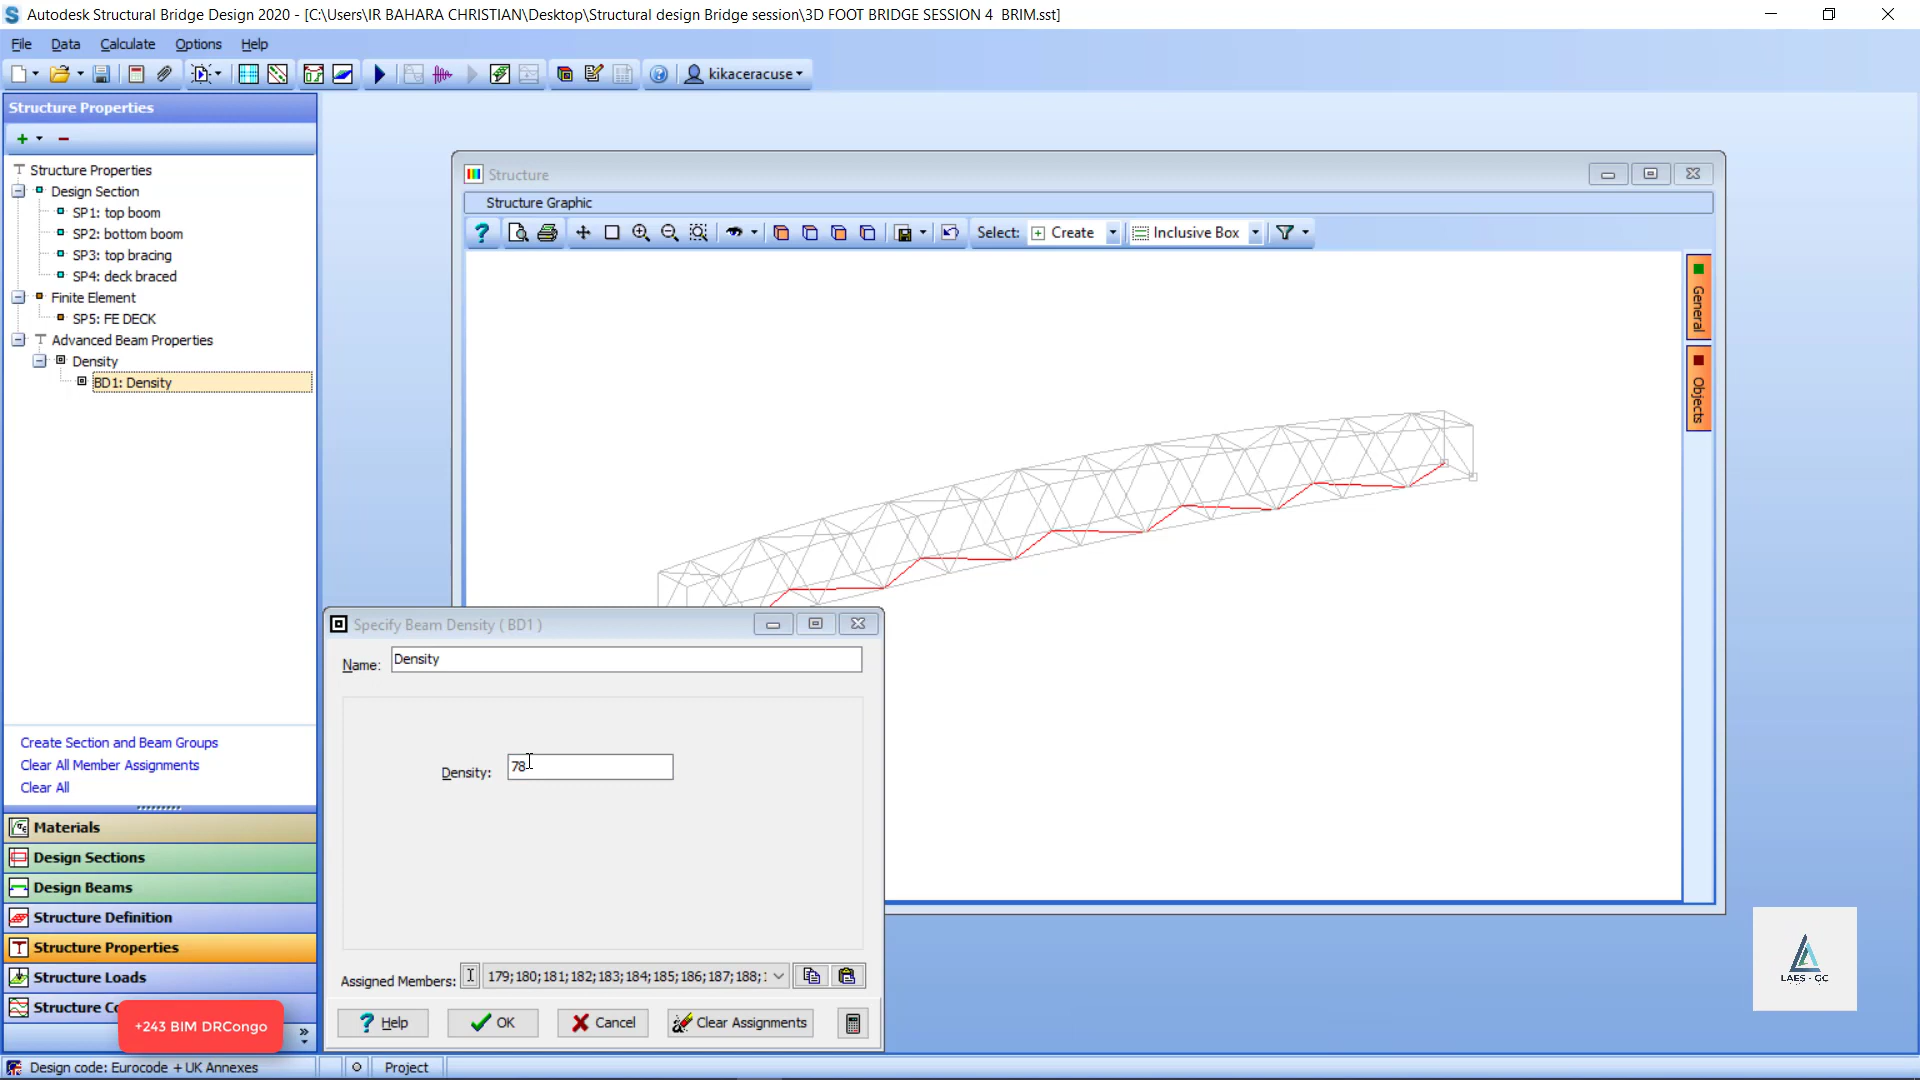 Autodesk Structural Bridge Design 2020 - [C:\Users\IR BAHARA CHRISTIAN\Desktop\Structural design Bridge session\3D FOOT BRIDGE SESSION 4  BRIM.sst]
File Data Calculate Options Help
kikaceracuse
Structure Properties
Structure Properties
Design Section
SP1: top boom
SP2: bottom boom
SP3: top bracing
SP4: deck braced
Finite Element
SP5: FE DECK
Advanced Beam Properties
Density
BD1: Density
Create Section and Beam Groups
Clear All Member Assignments
Clear All
Materials
Design Sections
Design Beams
Structure Definition
Structure Properties
Structure Loads
Structure Co
+243 BIM DRCongo
Design code: Eurocode + UK Annexes
Project
Structure
Structure Graphic
Select: Create Inclusive Box
General
Objects
Specify Beam Density ( BD1 )
Name: Density
Density: 78
Assigned Members: 179;180;181;182;183;184;185;186;187;188;
Help OK Cancel Clear Assignments
LAES - GC